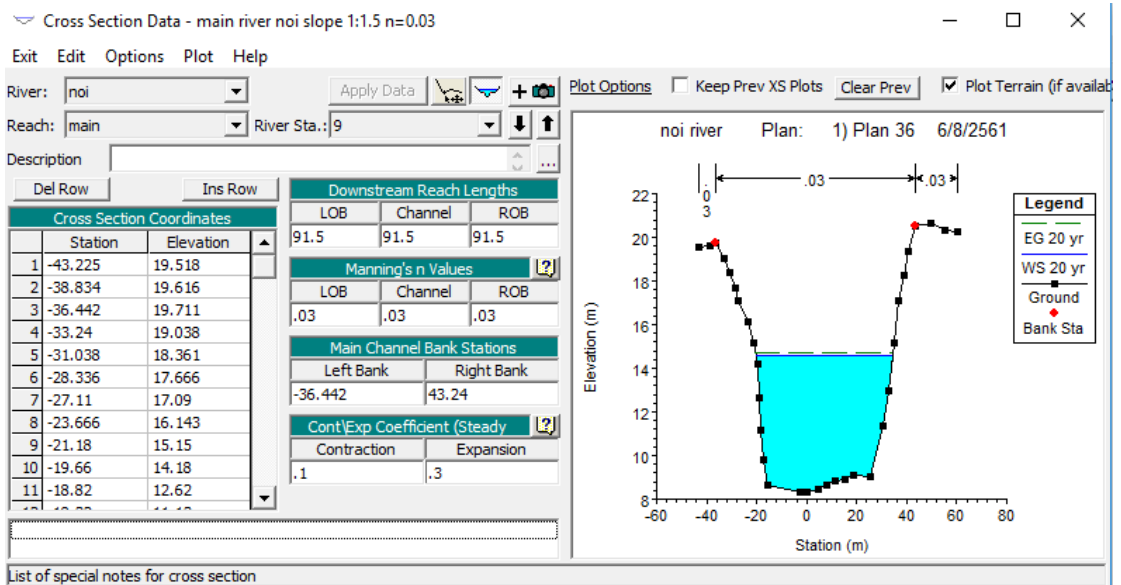 Cross Section Data - main river noi slope 1:1.5 n=0.03
Exit Edit Options Plot Help
River: noi
Apply Data
Reach: main River Sta.: 9
Description ...
Del Row Ins Row
Cross Section Coordinates
Station Elevation
1 -43.225 19.518
2 -38.834 19.616
3 -36.442 19.711
4 -33.24 19.038
5 -31.038 18.361
6 -28.336 17.666
7 -27.11 17.09
8 -23.666 16.143
9 -21.18 15.15
10 -19.66 14.18
11 -18.82 12.62
Downstream Reach Lengths
LOB Channel ROB
91.5 91.5 91.5
Manning's n Values
LOB Channel ROB
.03 .03 .03
Main Channel Bank Stations
Left Bank Right Bank
-36.442 43.24
Cont\Exp Coefficient (Steady
Contraction Expansion
.1 .3
List of special notes for cross section
Plot Options Keep Prev XS Plots Clear Prev Plot Terrain (if availab
noi river Plan: 1) Plan 36 6/8/2561
.03 .03 .03
22
20
18
16
14
12
10
8
Elevation (m)
-60 -40 -20 0 20 40 60 80
Station (m)
Legend
EG 20 yr
WS 20 yr
Ground
Bank Sta